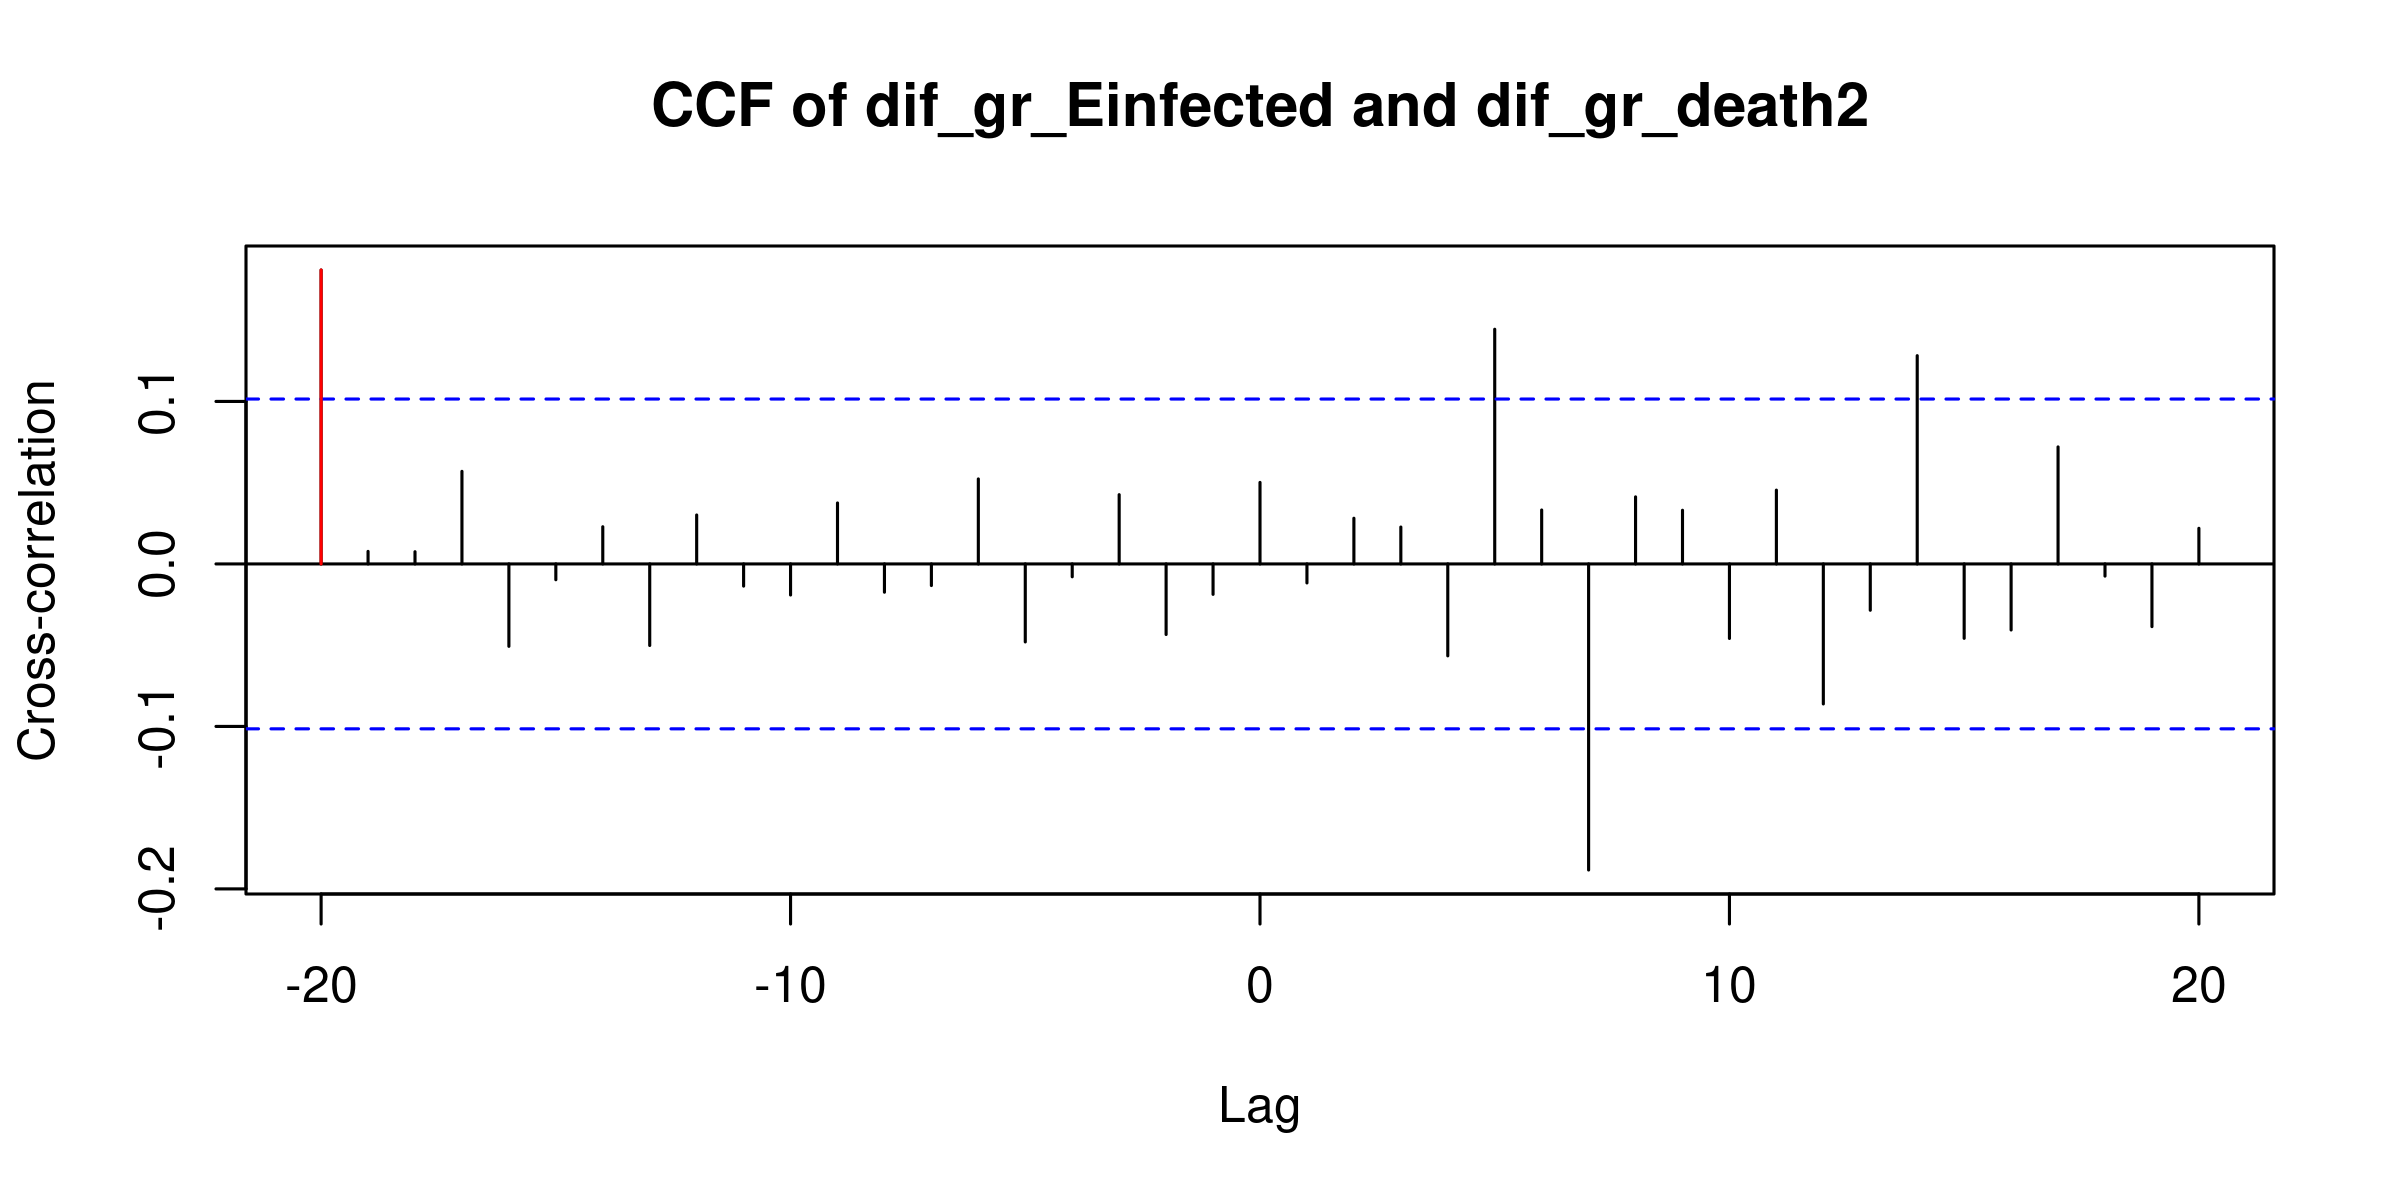 CCF of dif_gr_Einfected and dif_gr_death2
Cross-correlation
0.1
0.0
-0.1
-0.2
-20 -10 0 10 20
Lag